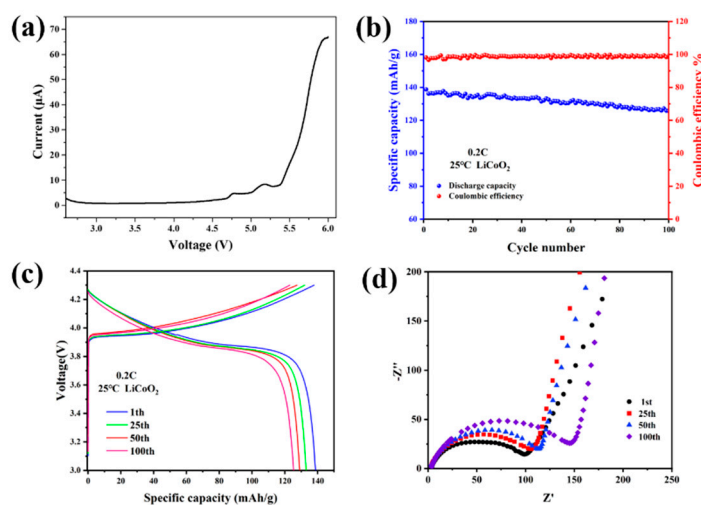 (a)
70
60
50
40
30
20
10
0
Current (μA)
3.0 3.5 4.0 4.5 5.0 5.5 6.0
Voltage (V)
(b)
180
160
140
120
100
80
60
Specific capacity (mAh/g)
0.2C
25℃ LiCoO2
Discharge capacity
Coulombic efficiency
120
100
80
60
40
20
0
Coulombic efficiency %
0 20 40 60 80 100
Cycle number
(c)
4.4
4.2
4.0
3.8
3.6
3.4
3.2
3.0
Voltage(V)
0.2C
25℃ LiCoO2
1th
25th
50th
100th
0 20 40 60 80 100 120 140
Specific capacity (mAh/g)
(d)
200
150
100
50
0
-Z''
1st
25th
50th
100th
0 50 100 150 200 250
Z'